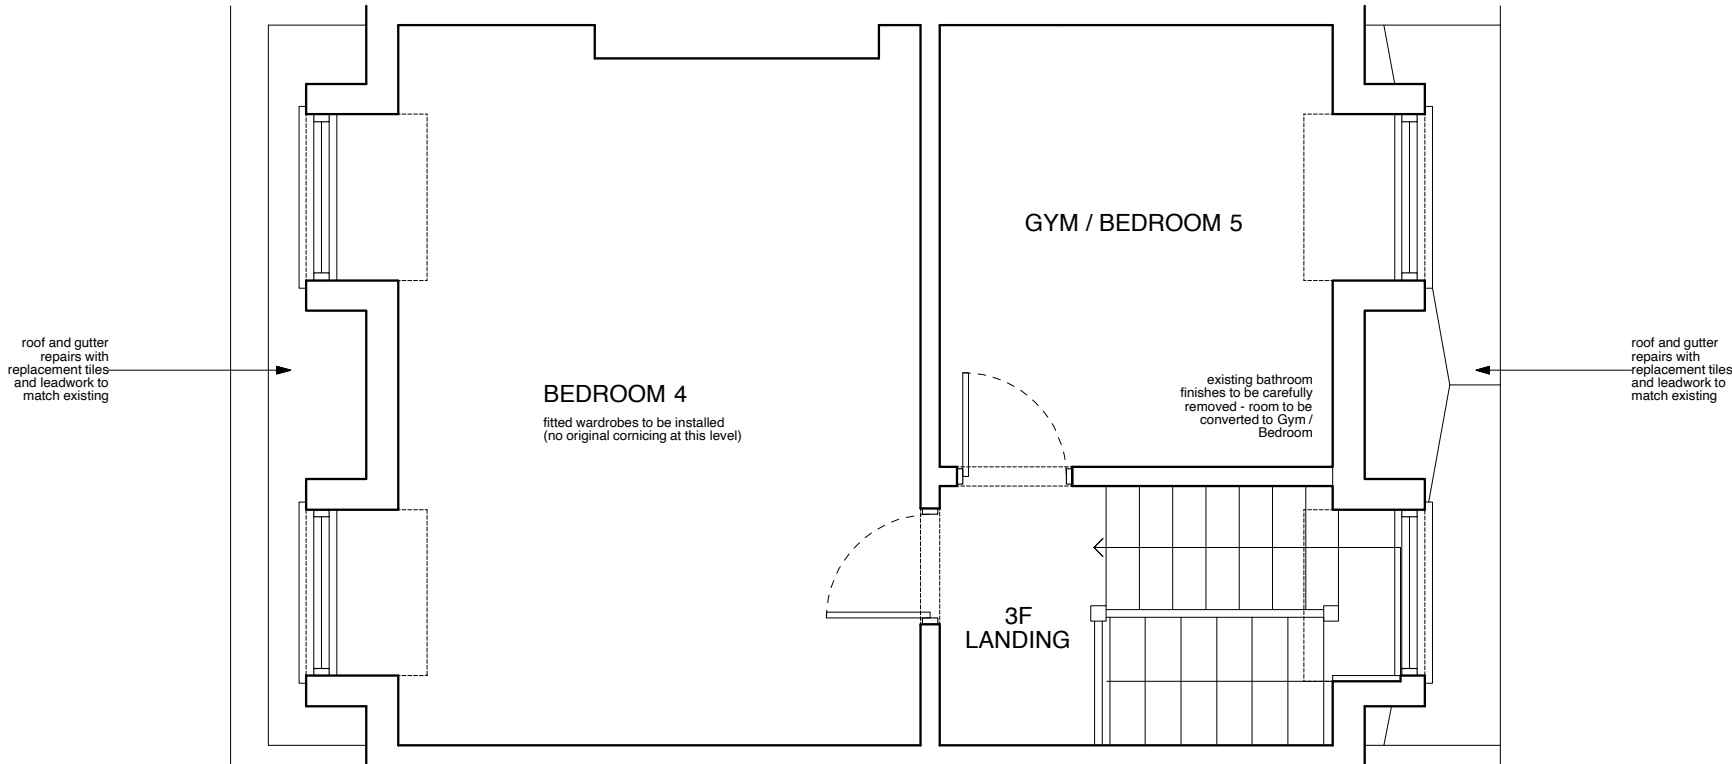 GYM / BEDROOM 5
roof and gutter
repairs with
replacement tiles
and leadwork to
match existing
BEDROOM 4
fitted wardrobes to be installed
(no original cornicing at this level)
existing bathroom
finishes to be carefully
removed - room to be
converted to Gym /
Bedroom
roof and gutter
repairs with
replacement tiles
and leadwork to
match existing
3F
LANDING